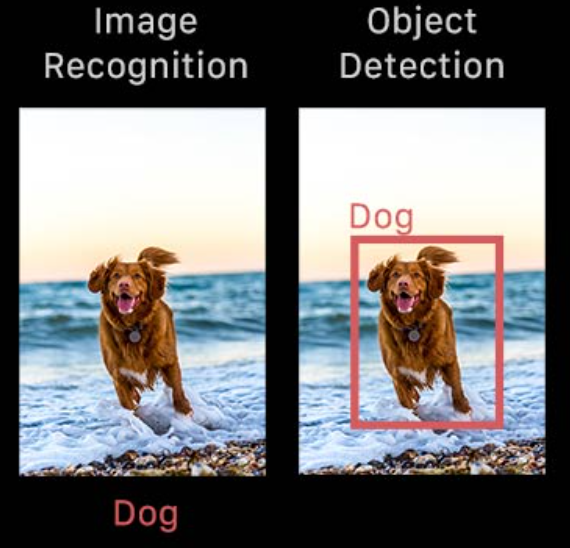 Image
Recognition
Object
Detection
Dog
Dog